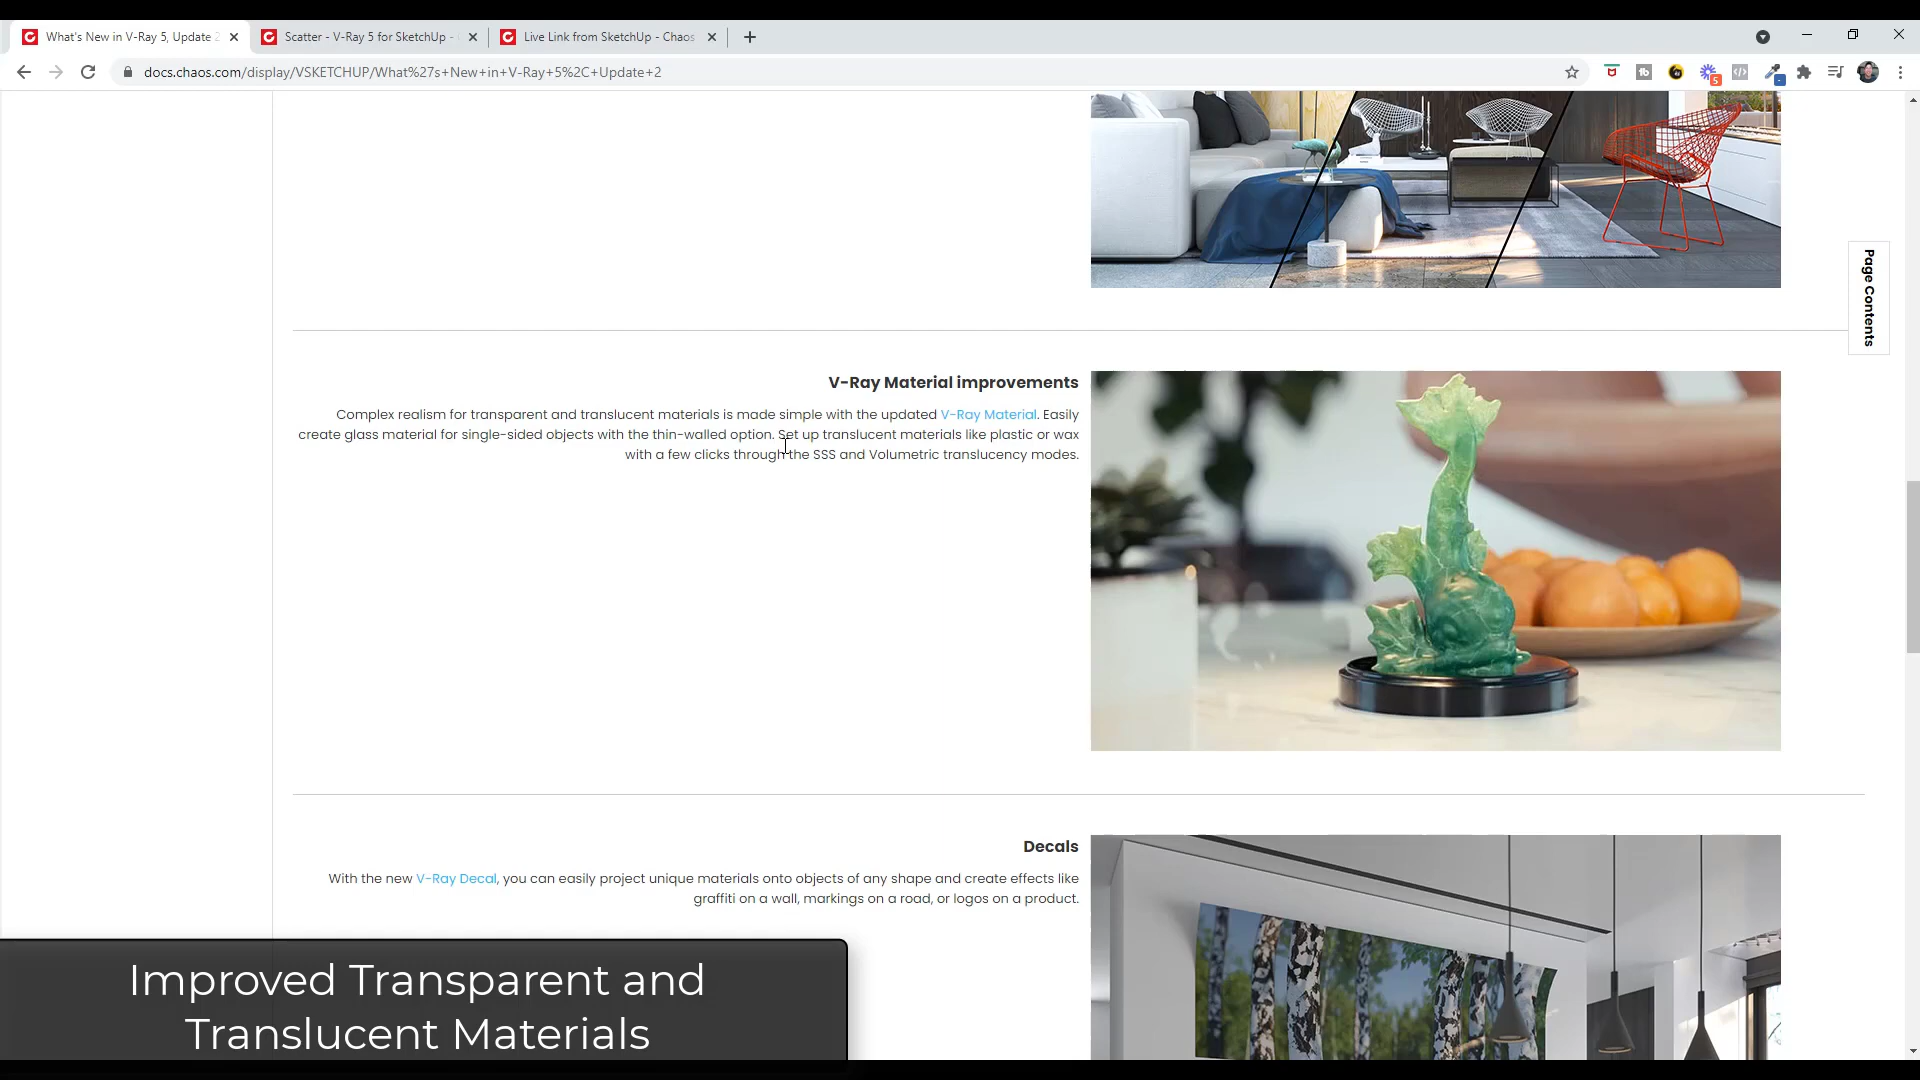 What's New in V-Ray 5, Update 2
Scatter - V-Ray 5 for SketchUp -
Live Link from SketchUp - Chaos
docs.chaos.com/display/VSKETCHUP/What%27s+New+in+V-Ray+5%2C+Update+2
5
Page Contents
V-Ray Material improvements
Complex realism for transparent and translucent materials is made simple with the updated V-Ray Material. Easily
create glass material for single-sided objects with the thin-walled option. Set up translucent materials like plastic or wax
with a few clicks through the SSS and Volumetric translucency modes.
Decals
With the new V-Ray Decal, you can easily project unique materials onto objects of any shape and create effects like
graffiti on a wall, markings on a road, or logos on a product.
Improved Transparent and
Translucent Materials